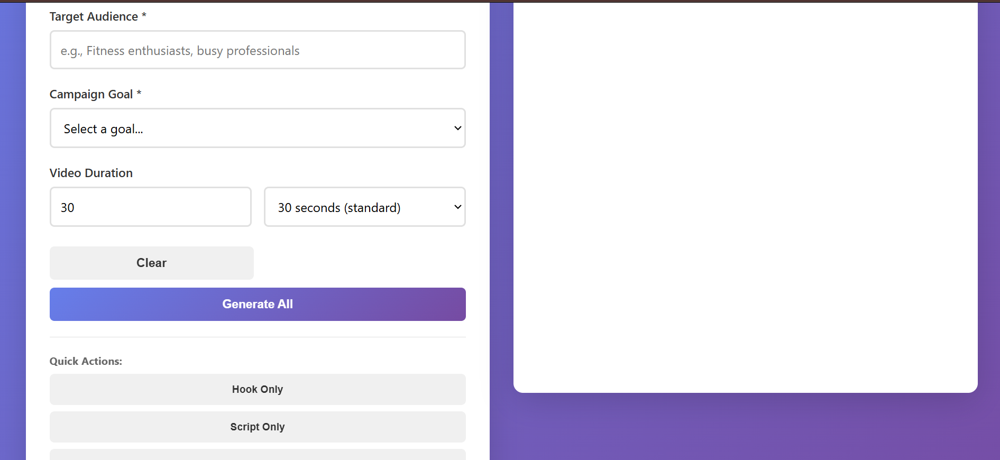 Target Audience *
e.g., Fitness enthusiasts, busy professionals
Campaign Goal *
Select a goal...
Video Duration
30
30 seconds (standard)
Clear
Generate All
Quick Actions:
Hook Only
Script Only